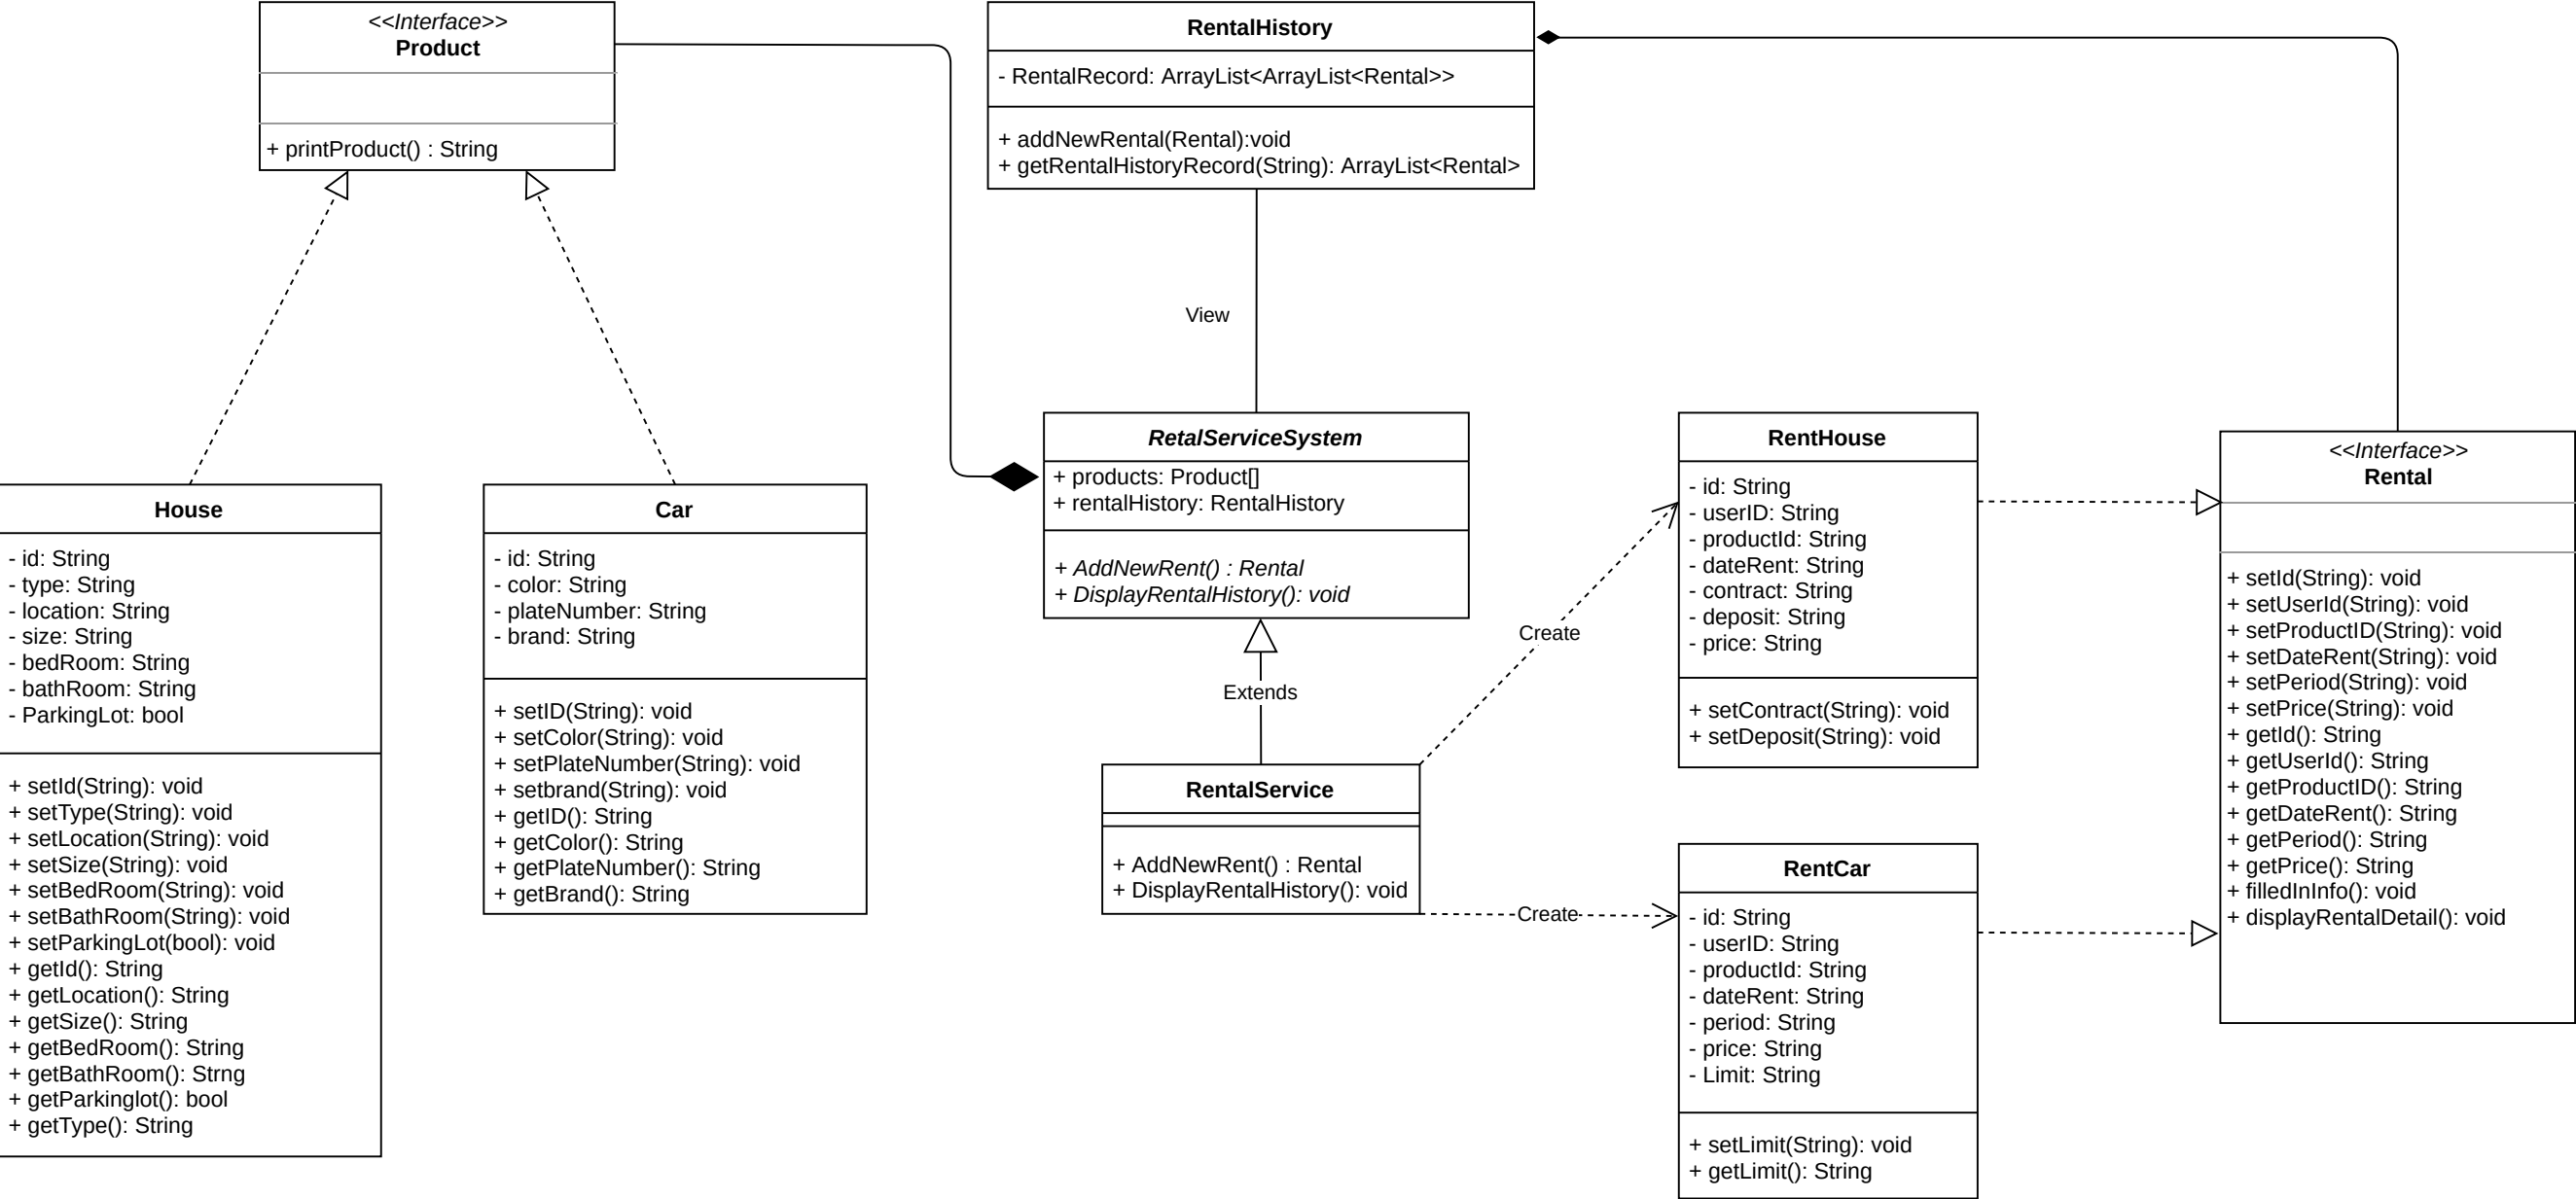 <<Interface>>
Product
+ printProduct() : String
RentalHistory
- RentalRecord: ArrayList<ArrayList<Rental>>
+ addNewRental(Rental):void
+ getRentalHistoryRecord(String): ArrayList<Rental>
View
House
- id: String
- type: String
- location: String
- size: String
- bedRoom: String
- bathRoom: String
- ParkingLot: bool
+ setId(String): void
+ setType(String): void
+ setLocation(String): void
+ setSize(String): void
+ setBedRoom(String): void
+ setBathRoom(String): void
+ setParkingLot(bool): void
+ getId(): String
+ getLocation(): String
+ getSize(): String
+ getBedRoom(): String
+ getBathRoom(): Strng
+ getParkinglot(): bool
+ getType(): String
Car
- id: String
- color: String
- plateNumber: String
- brand: String
+ setID(String): void
+ setColor(String): void
+ setPlateNumber(String): void
+ setbrand(String): void
+ getID(): String
+ getColor(): String
+ getPlateNumber(): String
+ getBrand(): String
RetalServiceSystem
+ products: Product[]
+ rentalHistory: RentalHistory
+ AddNewRent() : Rental
+ DisplayRentalHistory(): void
Extends
RentalService
+ AddNewRent() : Rental
+ DisplayRentalHistory(): void
Create
Create
RentHouse
- id: String
- userID: String
- productId: String
- dateRent: String
- contract: String
- deposit: String
- price: String
+ setContract(String): void
+ setDeposit(String): void
RentCar
- id: String
- userID: String
- productId: String
- dateRent: String
- period: String
- price: String
- Limit: String
+ setLimit(String): void
+ getLimit(): String
<<Interface>>
Rental
+ setId(String): void
+ setUserId(String): void
+ setProductID(String): void
+ setDateRent(String): void
+ setPeriod(String): void
+ setPrice(String): void
+ getId(): String
+ getUserId(): String
+ getProductID(): String
+ getDateRent(): String
+ getPeriod(): String
+ getPrice(): String
+ filledInInfo(): void
+ displayRentalDetail(): void